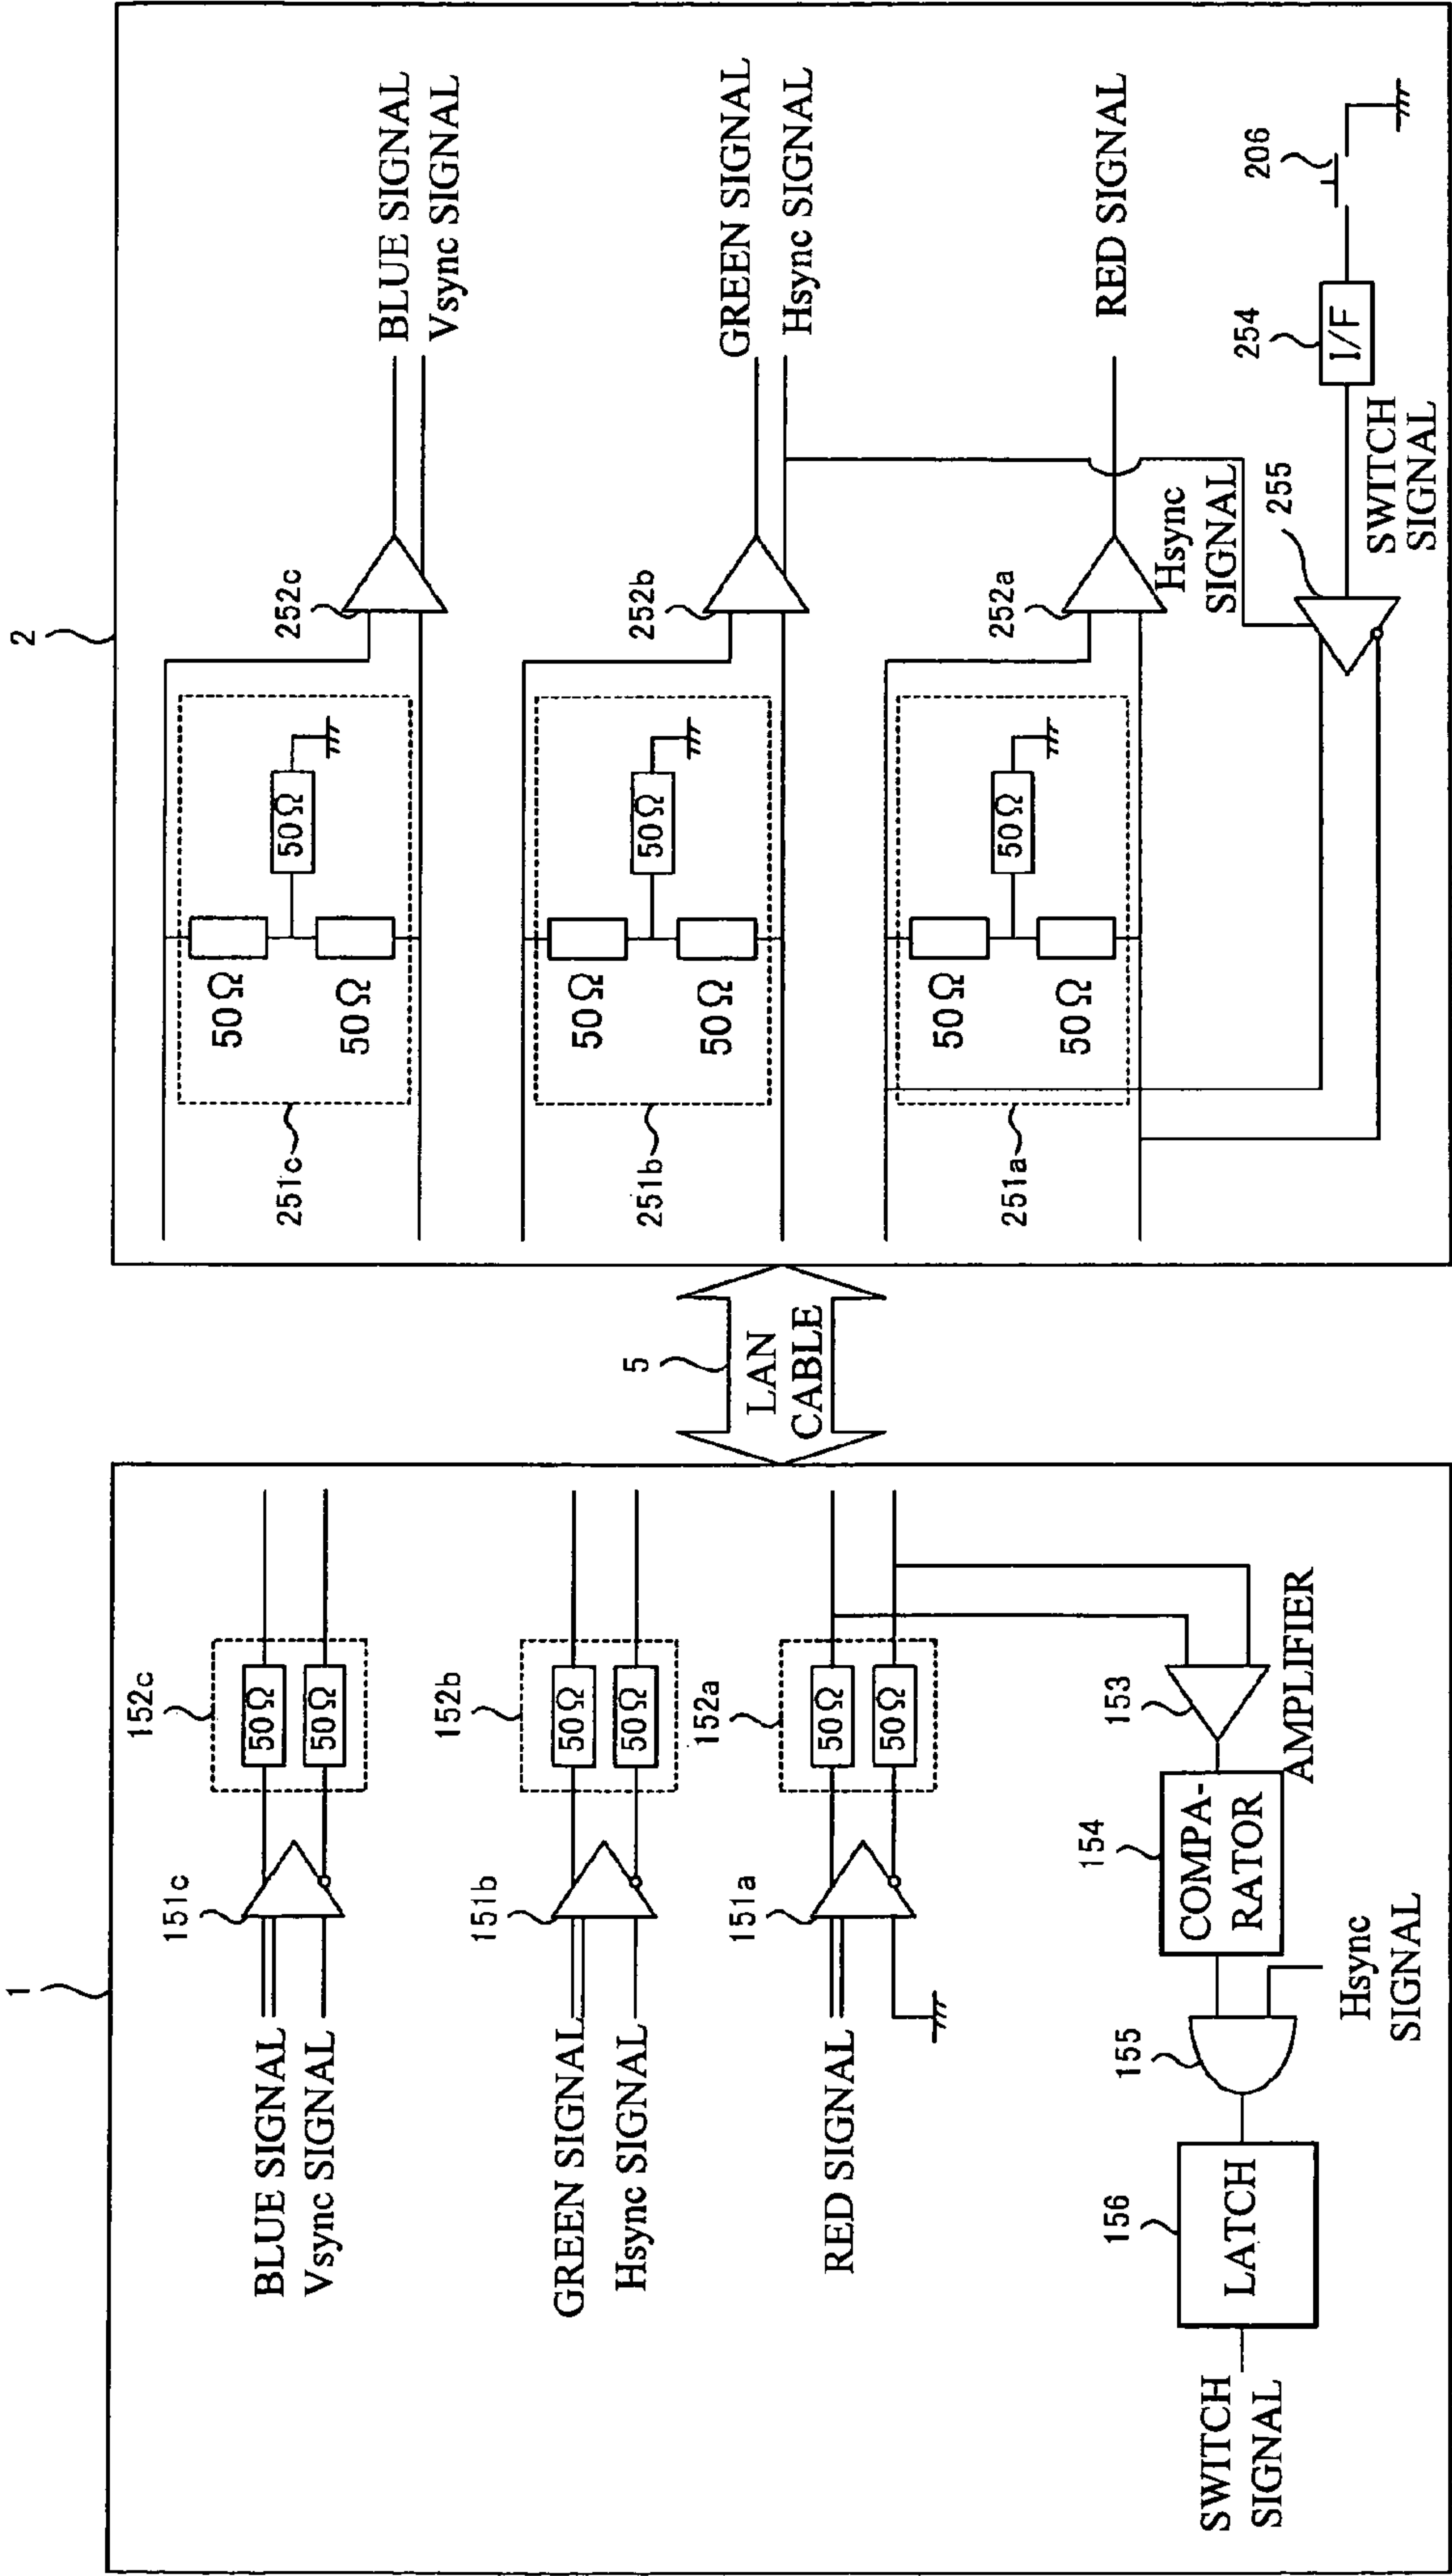 1
BLUE SIGNAL
Vsync SIGNAL
151c
152c
50Ω
50Ω
GREEN SIGNAL
Hsync SIGNAL
151b
152b
50Ω
50Ω
RED SIGNAL
151a
152a
50Ω
50Ω
SWITCH
SIGNAL
156
LATCH
155
Hsync
SIGNAL
154
COMPA-
RATOR
153
AMPLIFIER
5
LAN
CABLE
2
251c
50Ω
50Ω
50Ω
252c
BLUE SIGNAL
Vsync SIGNAL
251b
50Ω
50Ω
50Ω
252b
GREEN SIGNAL
Hsync SIGNAL
251a
50Ω
50Ω
50Ω
252a
RED SIGNAL
Hsync
SIGNAL
255
SWITCH
SIGNAL
254
I/F
206